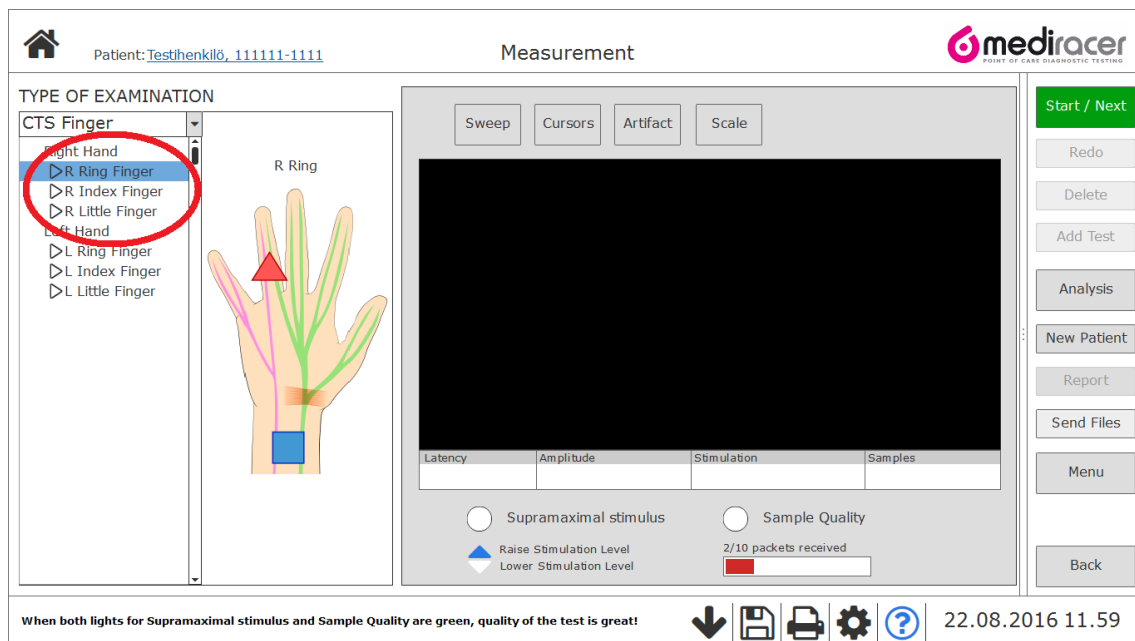 Patient: Testihenkilö, 111111-1111
Measurement
mediracer
POINT OF CARE DIAGNOSTIC TESTING
TYPE OF EXAMINATION
CTS Finger
Right Hand
R Ring Finger
R Index Finger
R Little Finger
Left Hand
L Ring Finger
L Index Finger
L Little Finger
R Ring
Sweep
Cursors
Artifact
Scale
Latency
Amplitude
Stimulation
Samples
Supramaximal stimulus
Sample Quality
Raise Stimulation Level
Lower Stimulation Level
2/10 packets received
Start / Next
Redo
Delete
Add Test
Analysis
New Patient
Report
Send Files
Menu
Back
When both lights for Supramaximal stimulus and Sample Quality are green, quality of the test is great!
?
22.08.2016 11.59